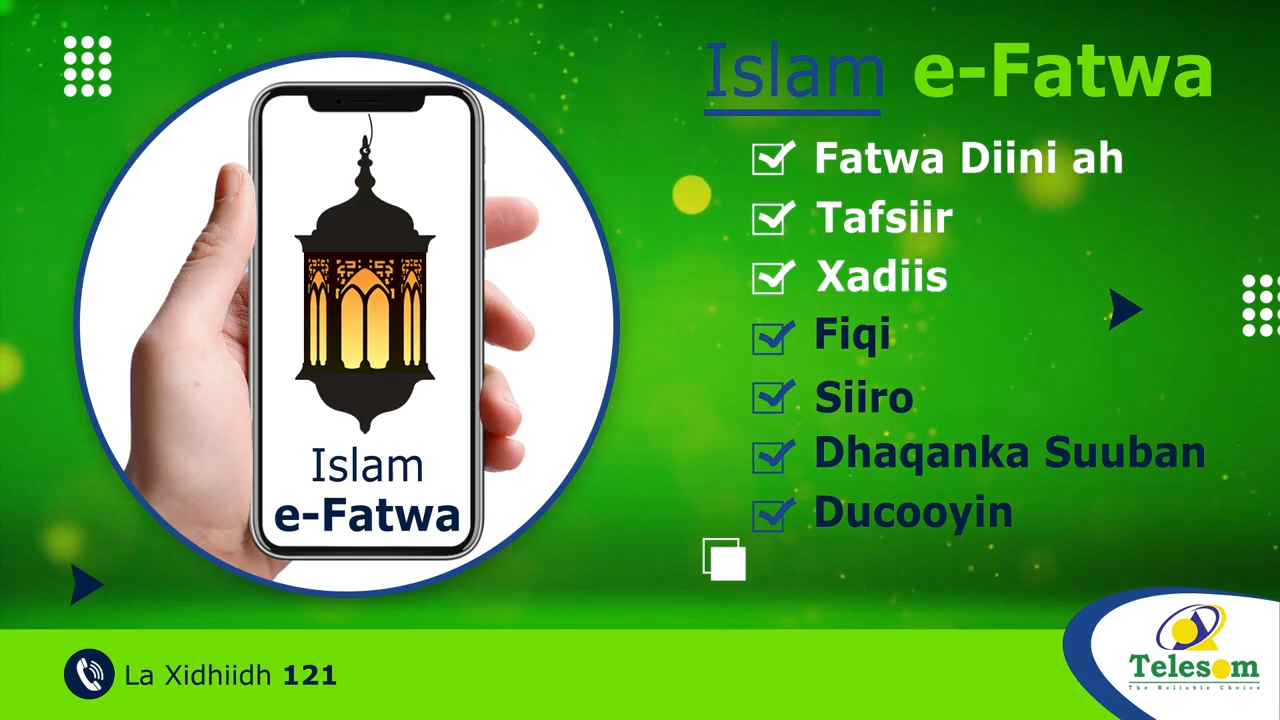 Islam e-Fatwa
Fatwa Diini ah
Tafsiir
Xadiis
Fiqi
Siiro
Dhaqanka Suuban
Ducooyin
Islam
e-Fatwa
La Xidhiidh 121
Telesom
The Reliable Choice